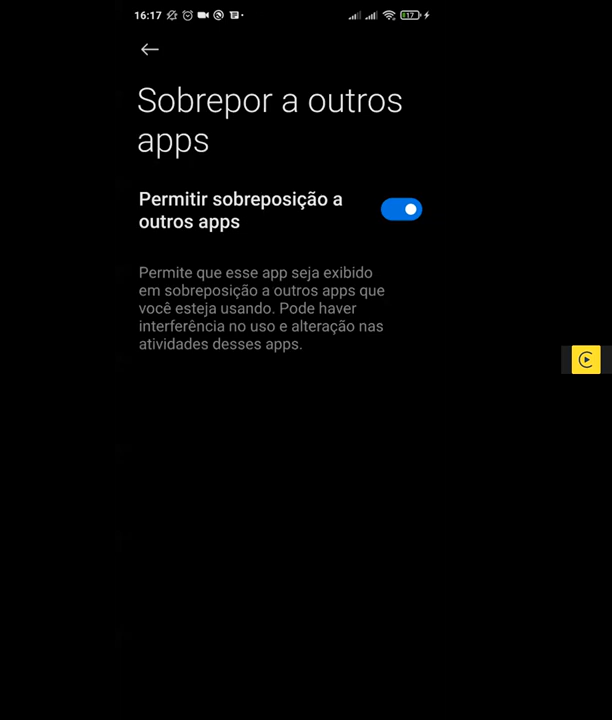 16:17 17
Sobrepor a outros
apps
Permitir sobreposição a
outros apps
Permite que esse app seja exibido
em sobreposição a outros apps que
você esteja usando. Pode haver
interferência no uso e alteração nas
atividades desses apps.